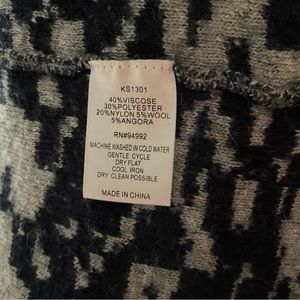 KS1301
40%VISCOSE
30%POLYESTER
20%NYLON 5%WOOL
5%ANGORA
RN#94992
MACHINE WASHED IN COLD WATER
GENTLE CYCLE
DRY FLAT
COOL IRON
DRY CLEAN POSSIBLE
MADE IN CHINA